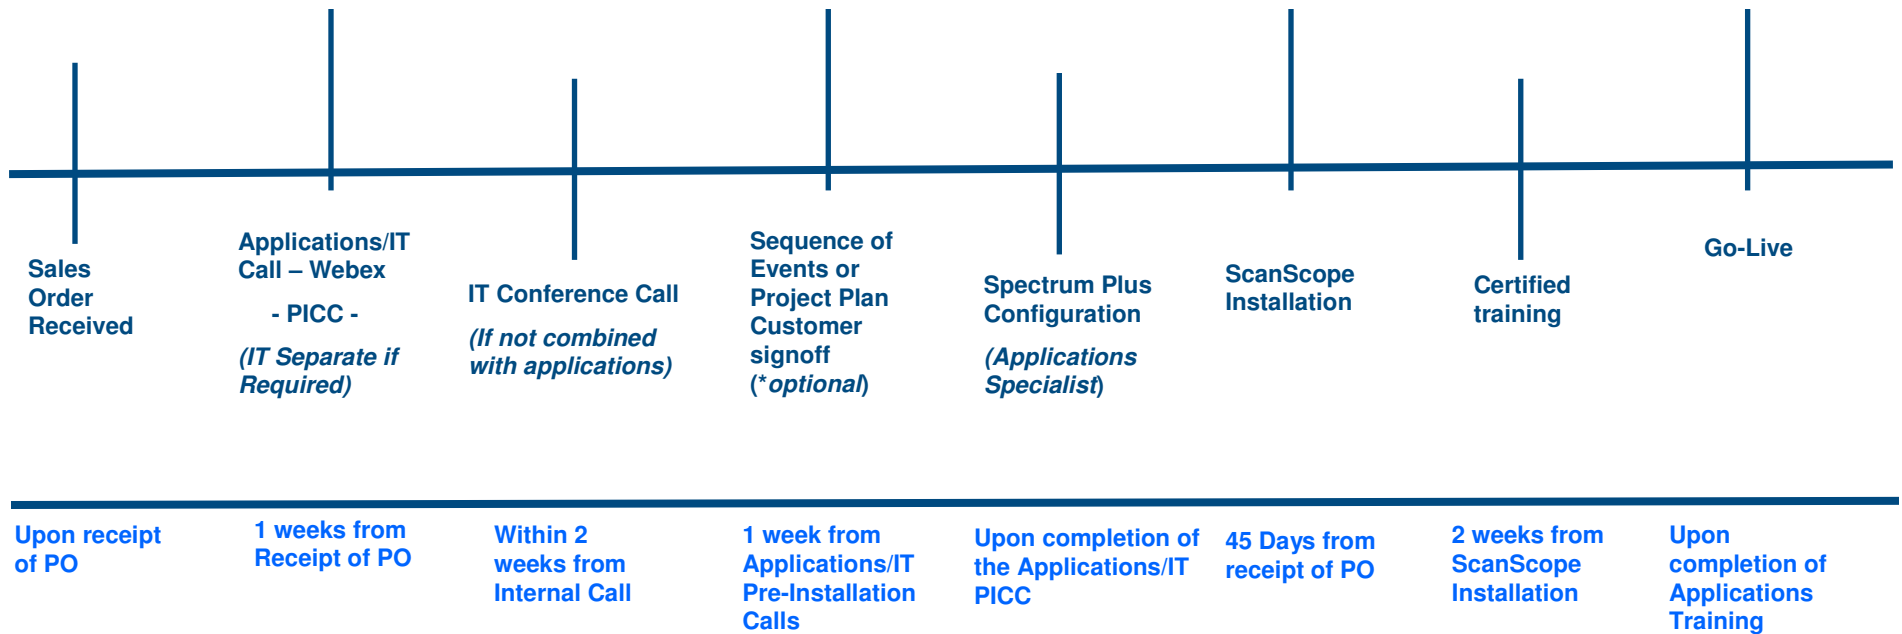 Sales
Order
Received
Applications/IT
Call – Webex
- PICC -
(IT Separate if
Required)
IT Conference Call
(If not combined
with applications)
Sequence of
Events or
Project Plan
Customer
signoff
(*optional)
Spectrum Plus
Configuration
(Applications
Specialist)
ScanScope
Installation
Certified
training
Go-Live
Upon receipt
of PO
1 weeks from
Receipt of PO
Within 2
weeks from
Internal Call
1 week from
Applications/IT
Pre-Installation
Calls
Upon completion of
the Applications/IT
PICC
45 Days from
receipt of PO
2 weeks from
ScanScope
Installation
Upon
completion of
Applications
Training